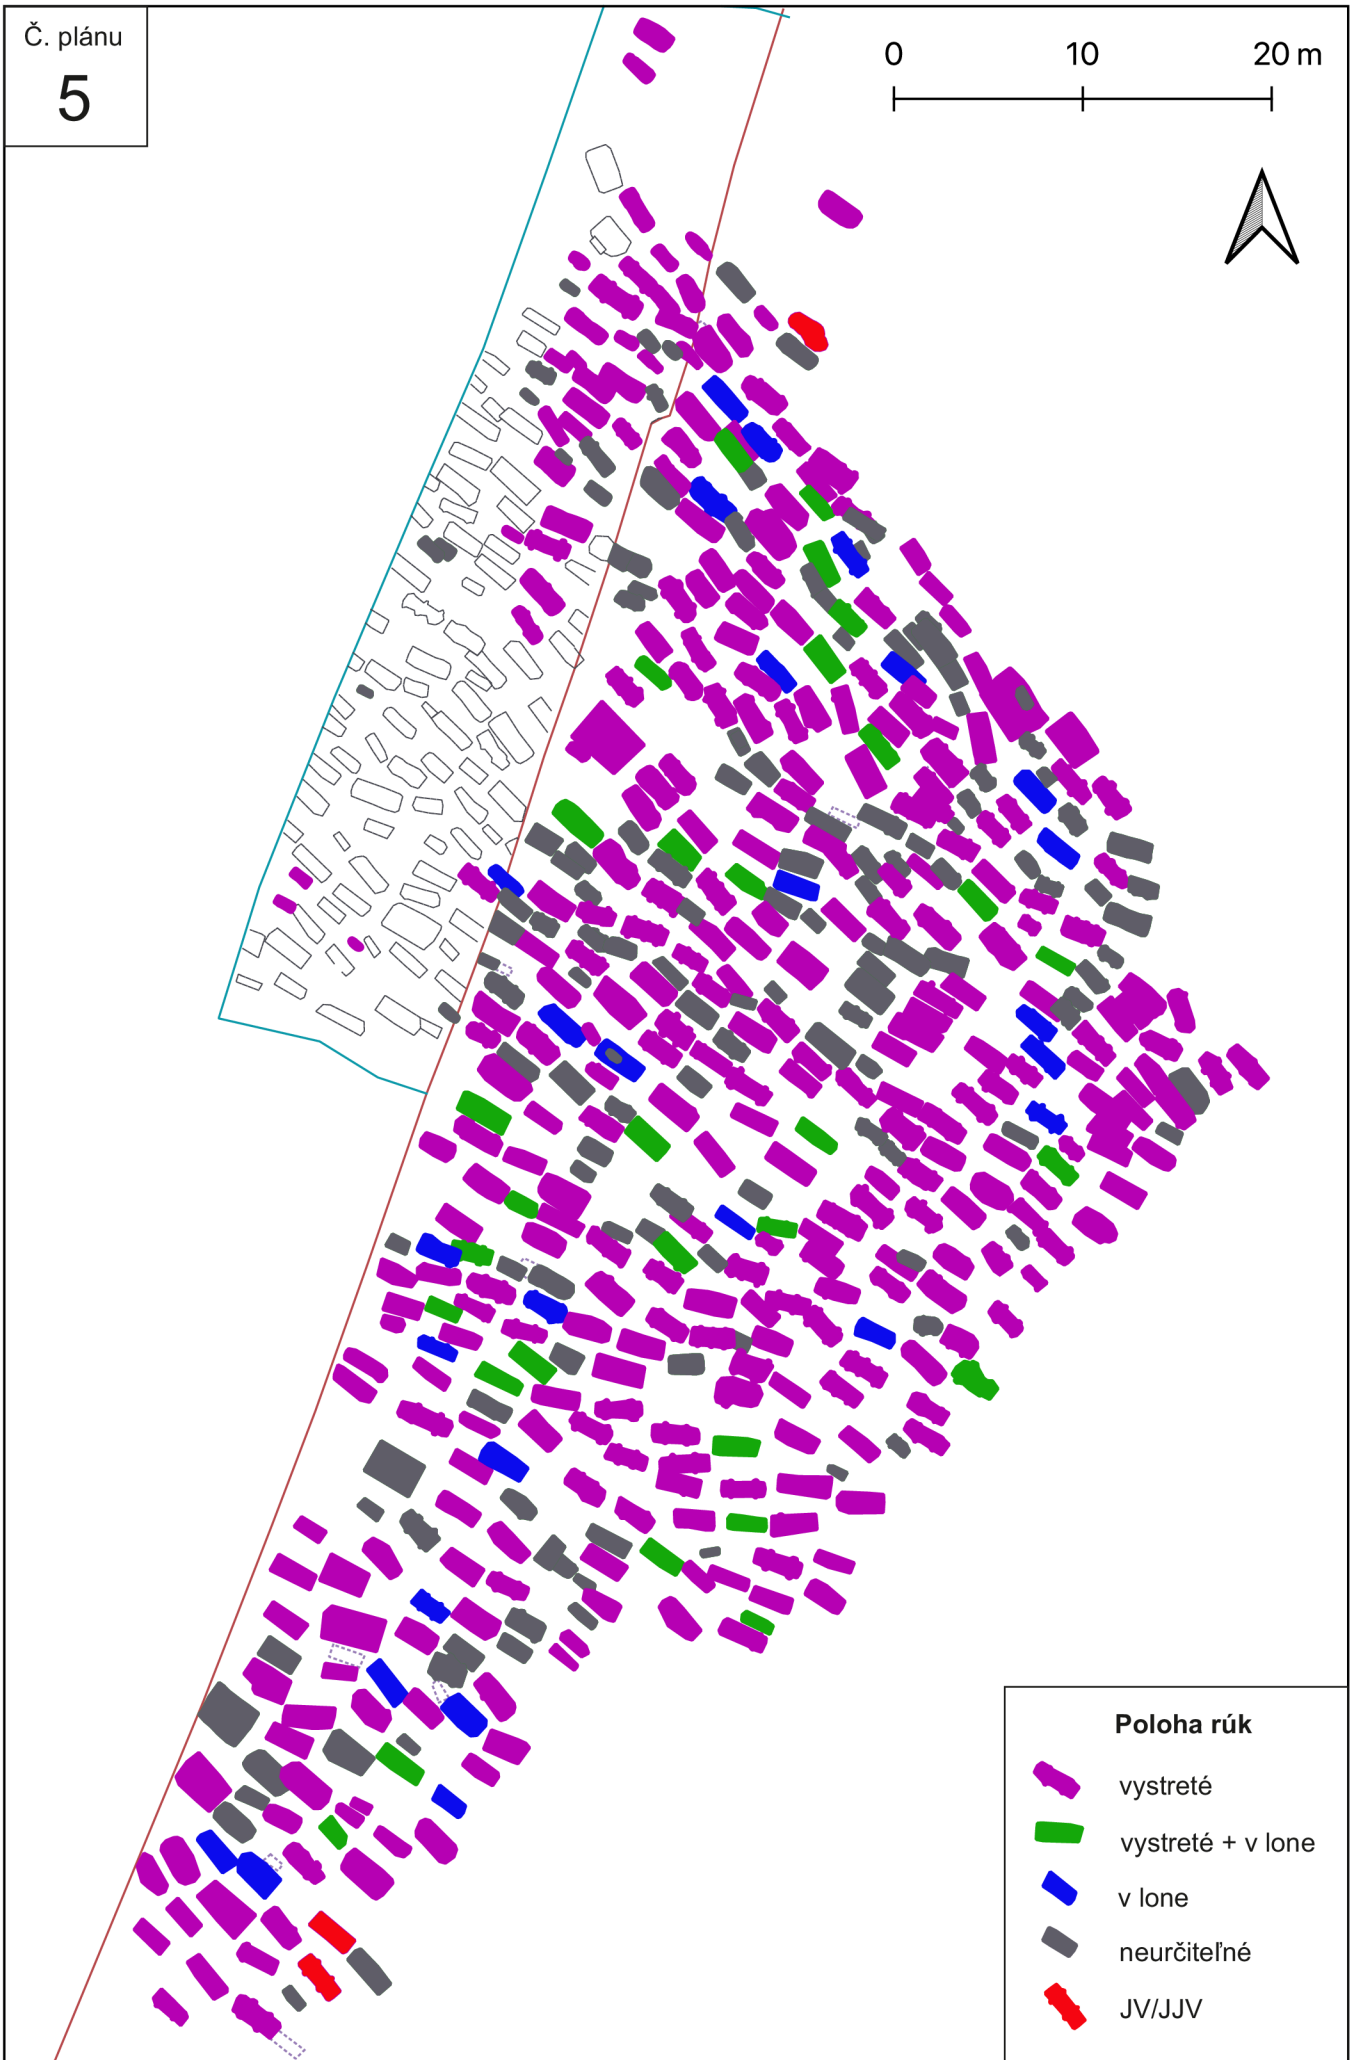 Č. plánu
5
0 10 20 m
Poloha rúk
vystreté
vystreté + v lone
v lone
neurčiteľné
JV/JJV